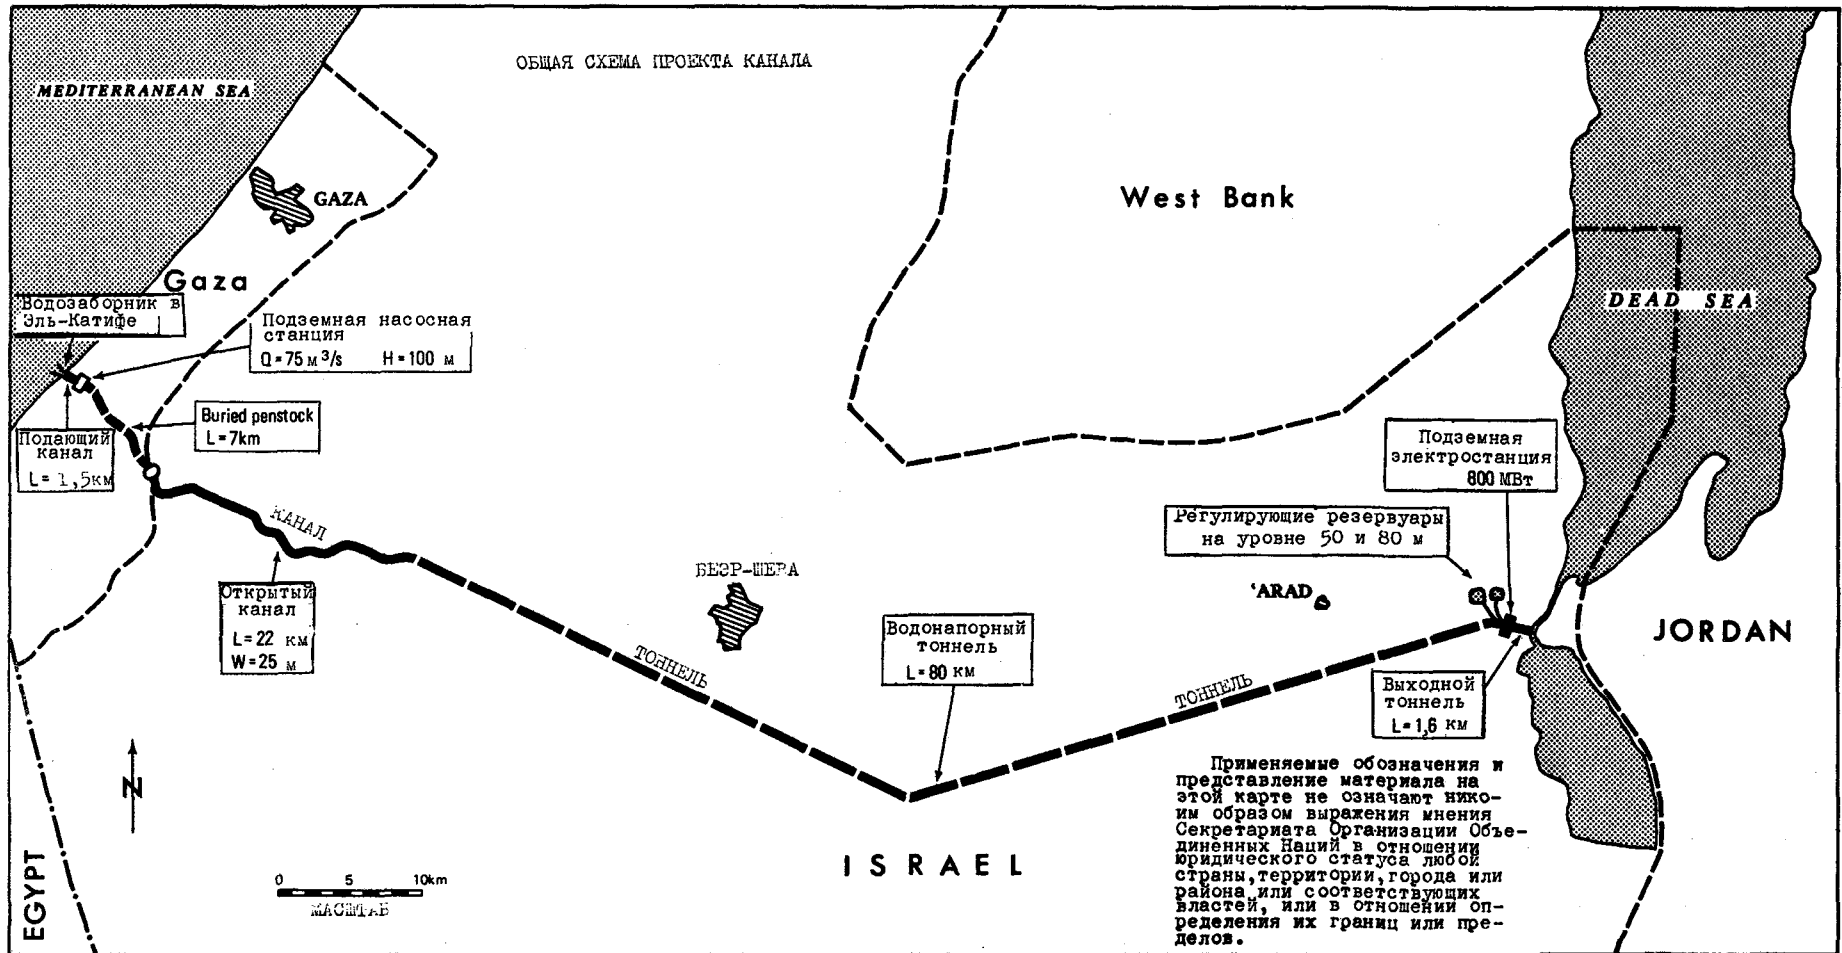 ОБЩАЯ СХЕМА ПРОЕКТА КАНАЛА
MEDITERRANEAN SEA
GAZA
Gaza
West Bank
DEAD SEA
Водозаборник в
Эль-Катифе
Подземная насосная
станция
Q=75 м³/s H=100 м
Buried penstock
L=7km
Подающий
канал
L= 1,5км
КАНАЛ
Открытый
канал
L=22 км
W=25 м
БЕЭР-ШЕВА
ТОННЕЛЬ
Водонапорный
тоннель
L=80 км
ТОННЕЛЬ
Подземная
электростанция
800 МВт
Регулирующие резервуары
на уровне 50 и 80 м
'ARAD
JORDAN
Выходной
тоннель
L=1,6 км
Применяемые обозначения и
представление материала на
этой карте не означают нико-
им образом выражения мнения
Секретариата Организации Объе-
диненных Наций в отношении
юридического статуса любой
страны,территории,города или
района,или соответствующих
властей, или в отношении оп-
ределения их границ или пре-
делов.
ISRAEL
EGYPT
N
0 5 10km
МАСШТАБ